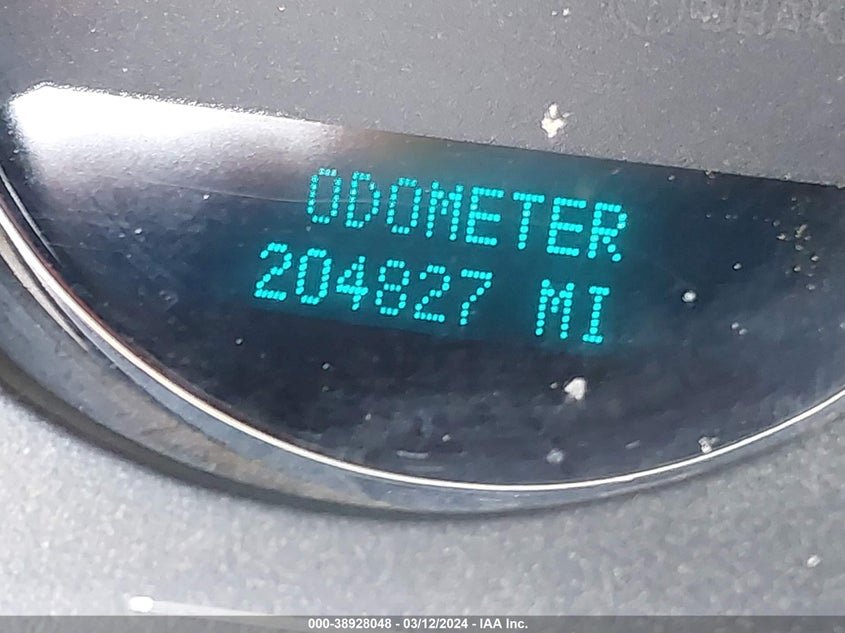 ODOMETER
204827 MI
000-38928048 - 03/12/2024 - IAA Inc.